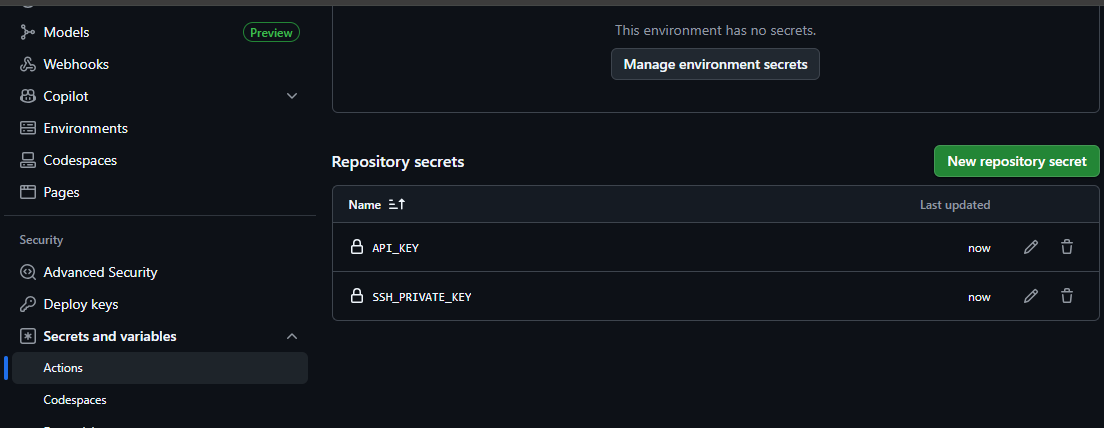 Models
Preview
Webhooks
Copilot
Environments
Codespaces
Pages
Security
Advanced Security
Deploy keys
Secrets and variables
Actions
Codespaces
This environment has no secrets.
Manage environment secrets
Repository secrets
New repository secret
Name
Last updated
API_KEY
now
SSH_PRIVATE_KEY
now